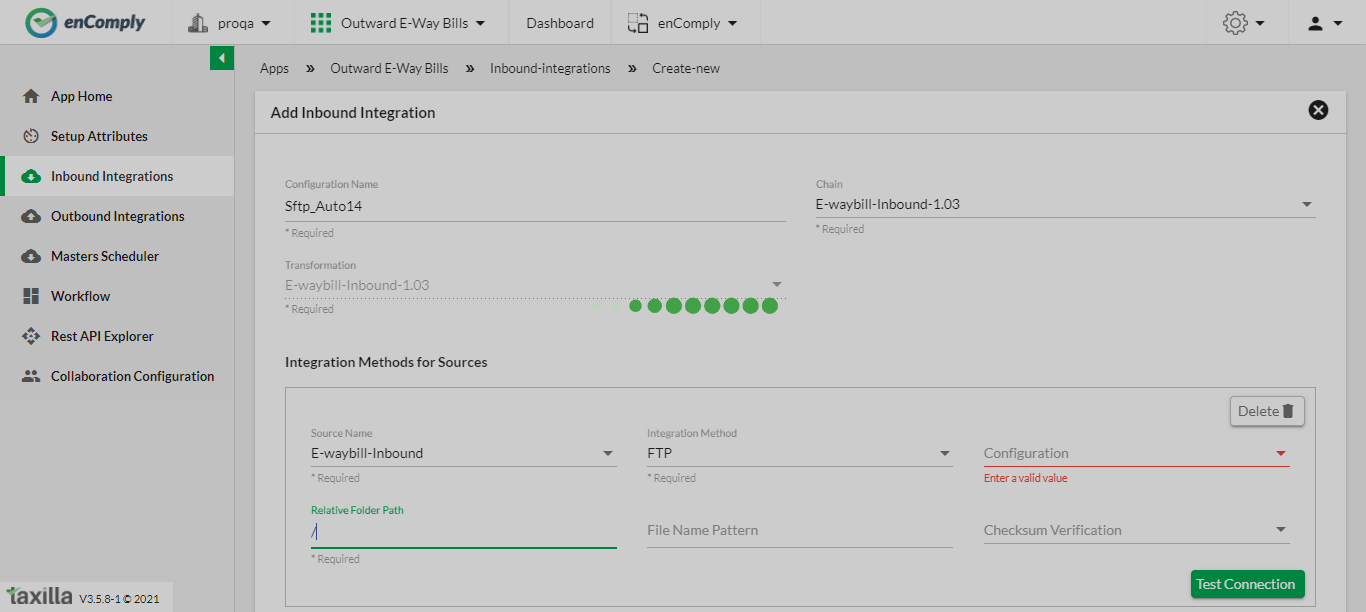 enComply proqa Outward E-Way Bills Dashboard enComply
Apps » Outward E-Way Bills » Inbound-integrations » Create-new
App Home
Setup Attributes
Inbound Integrations
Outbound Integrations
Masters Scheduler
Workflow
Rest API Explorer
Collaboration Configuration
taxilla V3.5.8-1 © 2021
Add Inbound Integration
Configuration Name
Sftp_Auto14
* Required
Chain
E-waybill-Inbound-1.03
* Required
Transformation
E-waybill-Inbound-1.03
* Required
Integration Methods for Sources
Delete
Source Name
E-waybill-Inbound
* Required
Integration Method
FTP
* Required
Configuration
Enter a valid value
Relative Folder Path
/
* Required
File Name Pattern
Checksum Verification
Test Connection